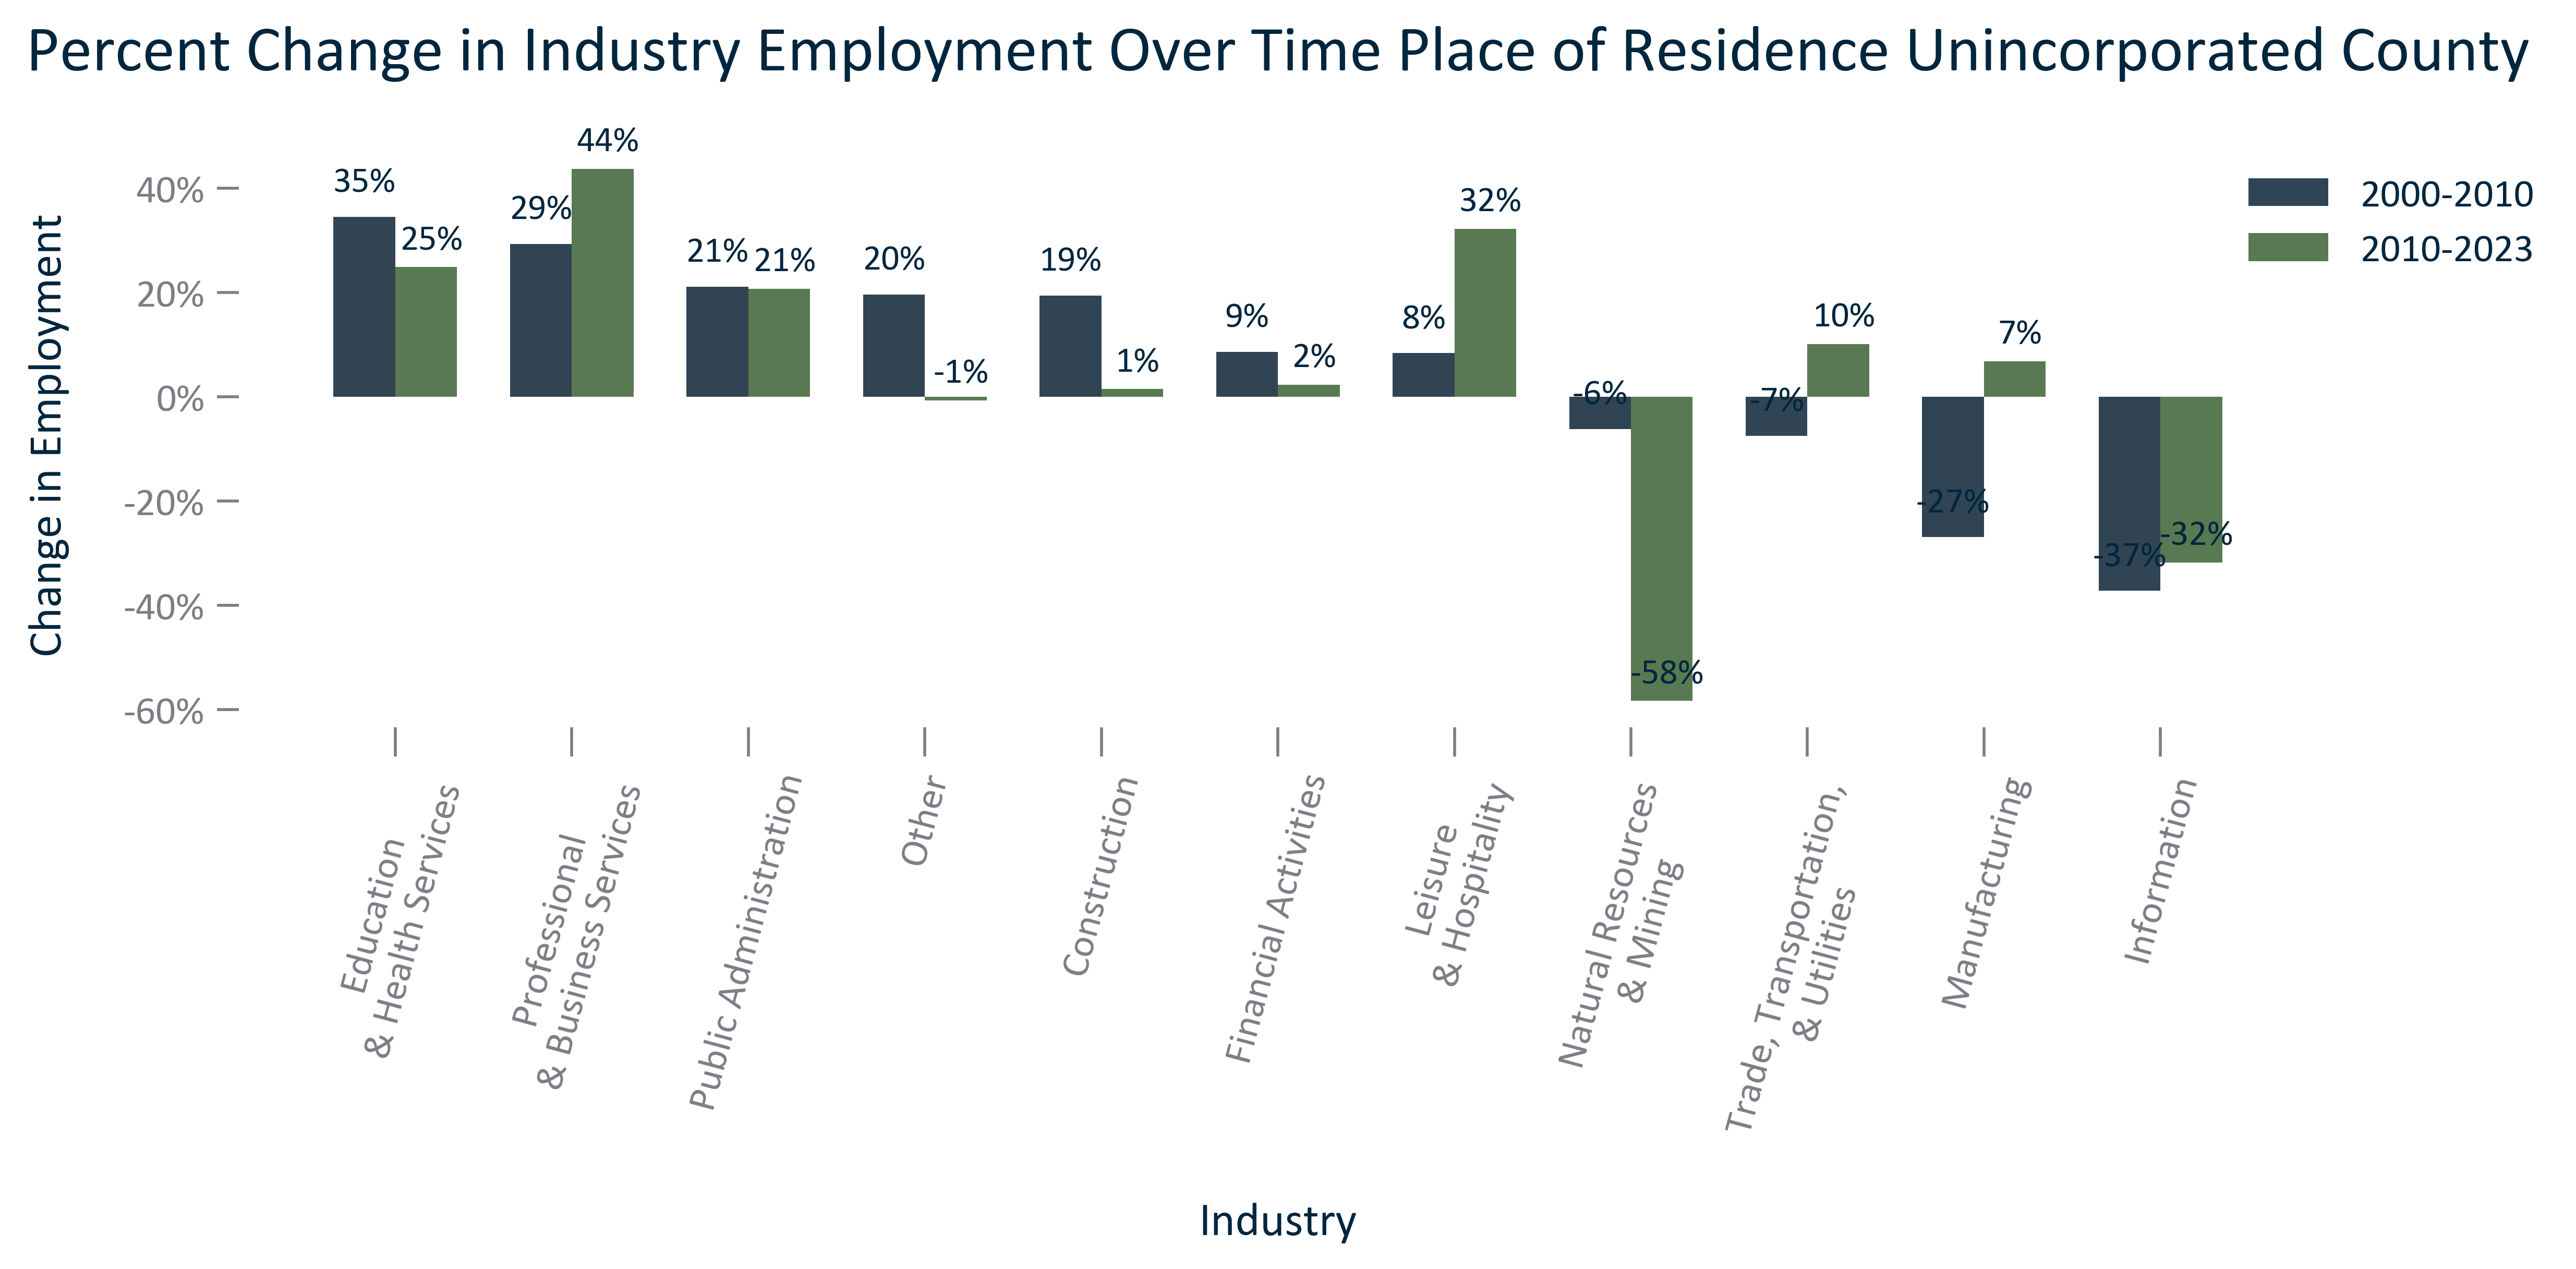 Percent Change in Industry Employment Over Time Place of Residence Unincorporated County
Change in Employment
40%
20%
0%
-20%
-40%
-60%
2000-2010
2010-2023
35%
25%
29%
44%
21%
21%
20%
-1%
19%
1%
9%
2%
8%
32%
-6%
-58%
-7%
10%
-27%
7%
-37%
-32%
Education
& Health Services
Professional
& Business Services
Public Administration
Other
Construction
Financial Activities
Leisure
& Hospitality
Natural Resources
& Mining
Trade, Transportation,
& Utilities
Manufacturing
Information
Industry